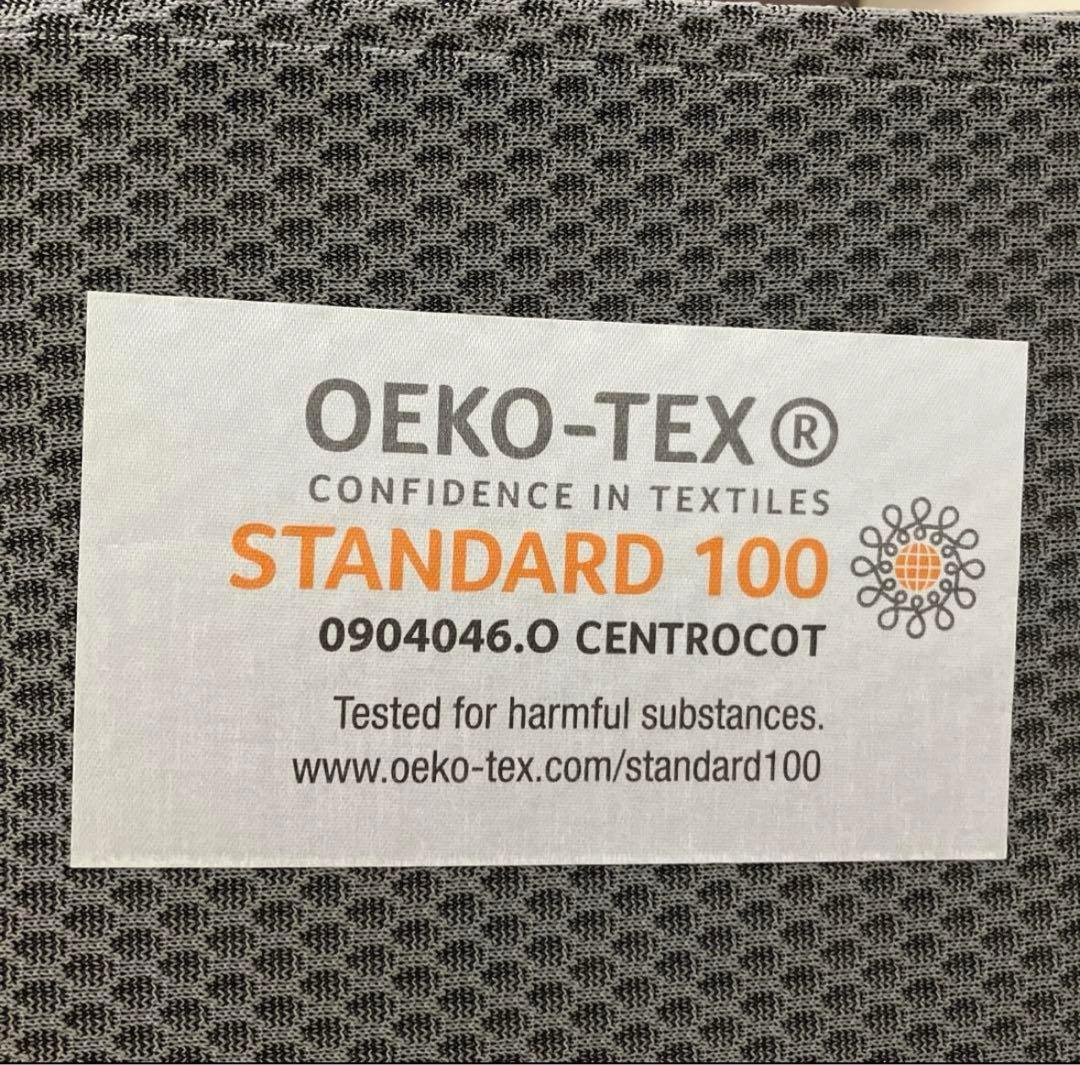 OEKO-TEX®
CONFIDENCE IN TEXTILES
STANDARD 100
0904046.O CENTROCOT
Tested for harmful substances.
www.oeko-tex.com/standard100